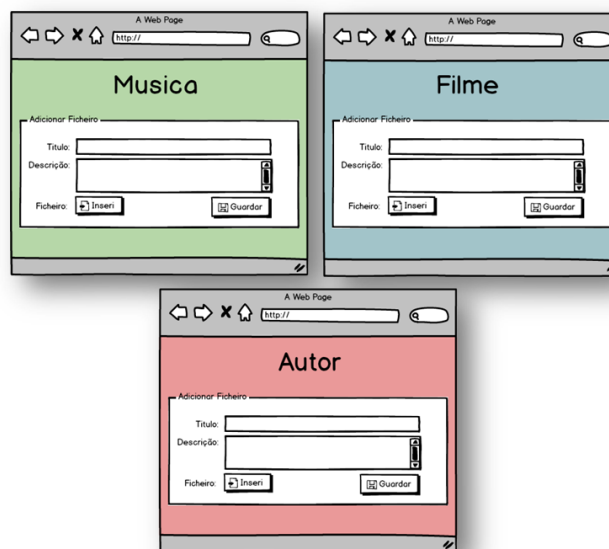 A Web Page
http://
Musica
Adicionar Ficheiro
Titulo:
Descrição:
Ficheiro: Inseri Guardar
A Web Page
http://
Filme
Adicionar Ficheiro
Titulo:
Descrição:
Ficheiro: Inseri Guardar
A Web Page
http://
Autor
Adicionar Ficheiro
Titulo:
Descrição:
Ficheiro: Inseri Guardar